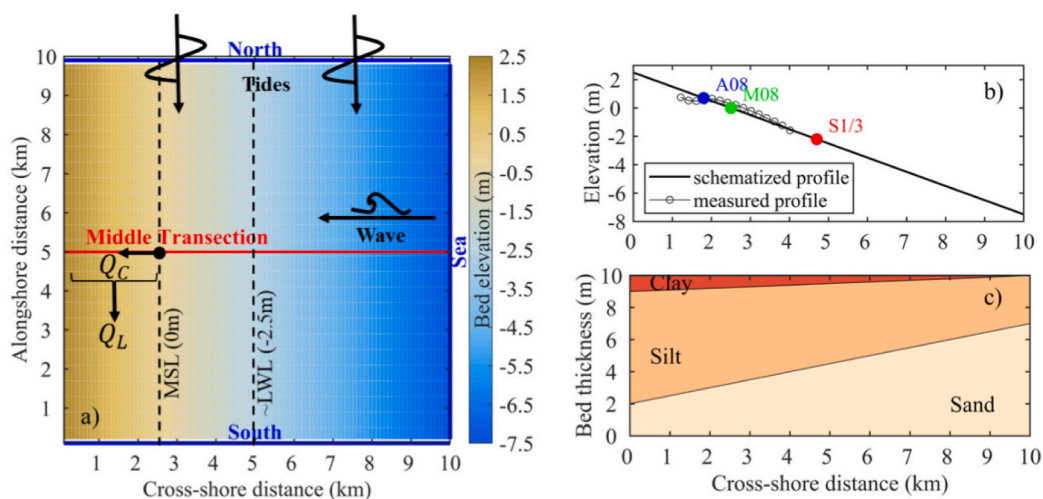 North
Tides
10
9
8
7
6
5
4
3
2
1
Alongshore distance (km)
Middle Transection
Q_C
Q_L
MSL (0m)
~LWL (-2.5m)
Wave
Sea
a)
South
1 2 3 4 5 6 7 8 9 10
Cross-shore distance (km)
Bed elevation (m)
2.5
1.5
0.5
-0.5
-1.5
-2.5
-3.5
-4.5
-5.5
-6.5
-7.5
b)
Elevation (m)
2
0
-2
-4
-6
-8
A08
M08
S1/3
schematized profile
measured profile
0 1 2 3 4 5 6 7 8 9 10
c)
Bed thickness (m)
10
8
6
4
2
0
Clay
Silt
Sand
0 1 2 3 4 5 6 7 8 9 10
Cross-shore distance (km)